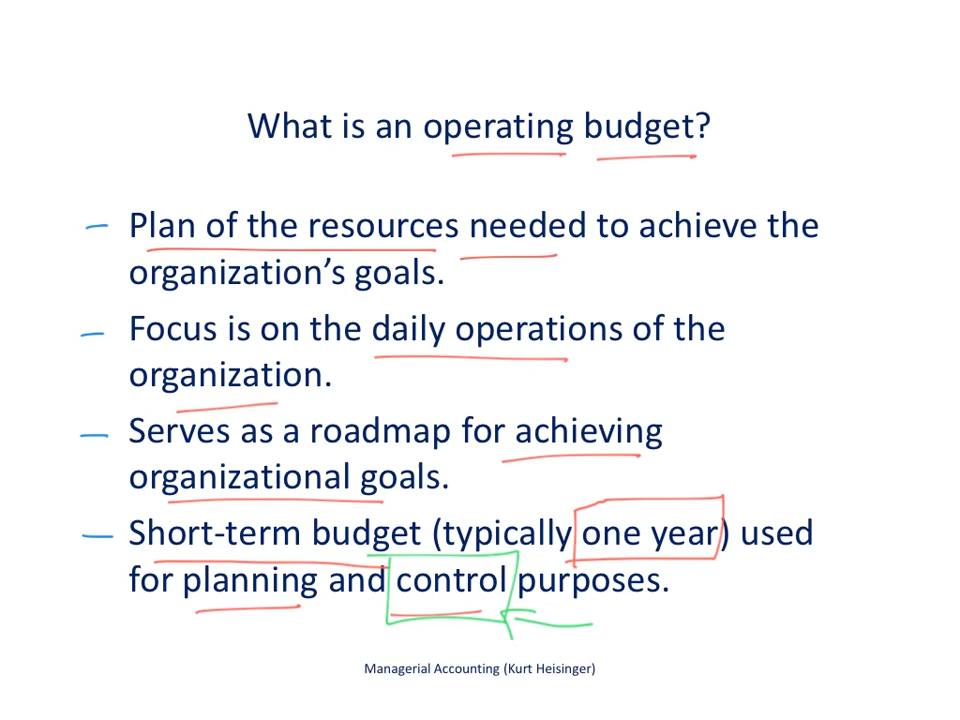 What is an operating budget?
Plan of the resources needed to achieve the
organization’s goals.
Focus is on the daily operations of the
organization.
Serves as a roadmap for achieving
organizational goals.
Short-term budget (typically one year) used
for planning and control purposes.
Managerial Accounting (Kurt Heisinger)